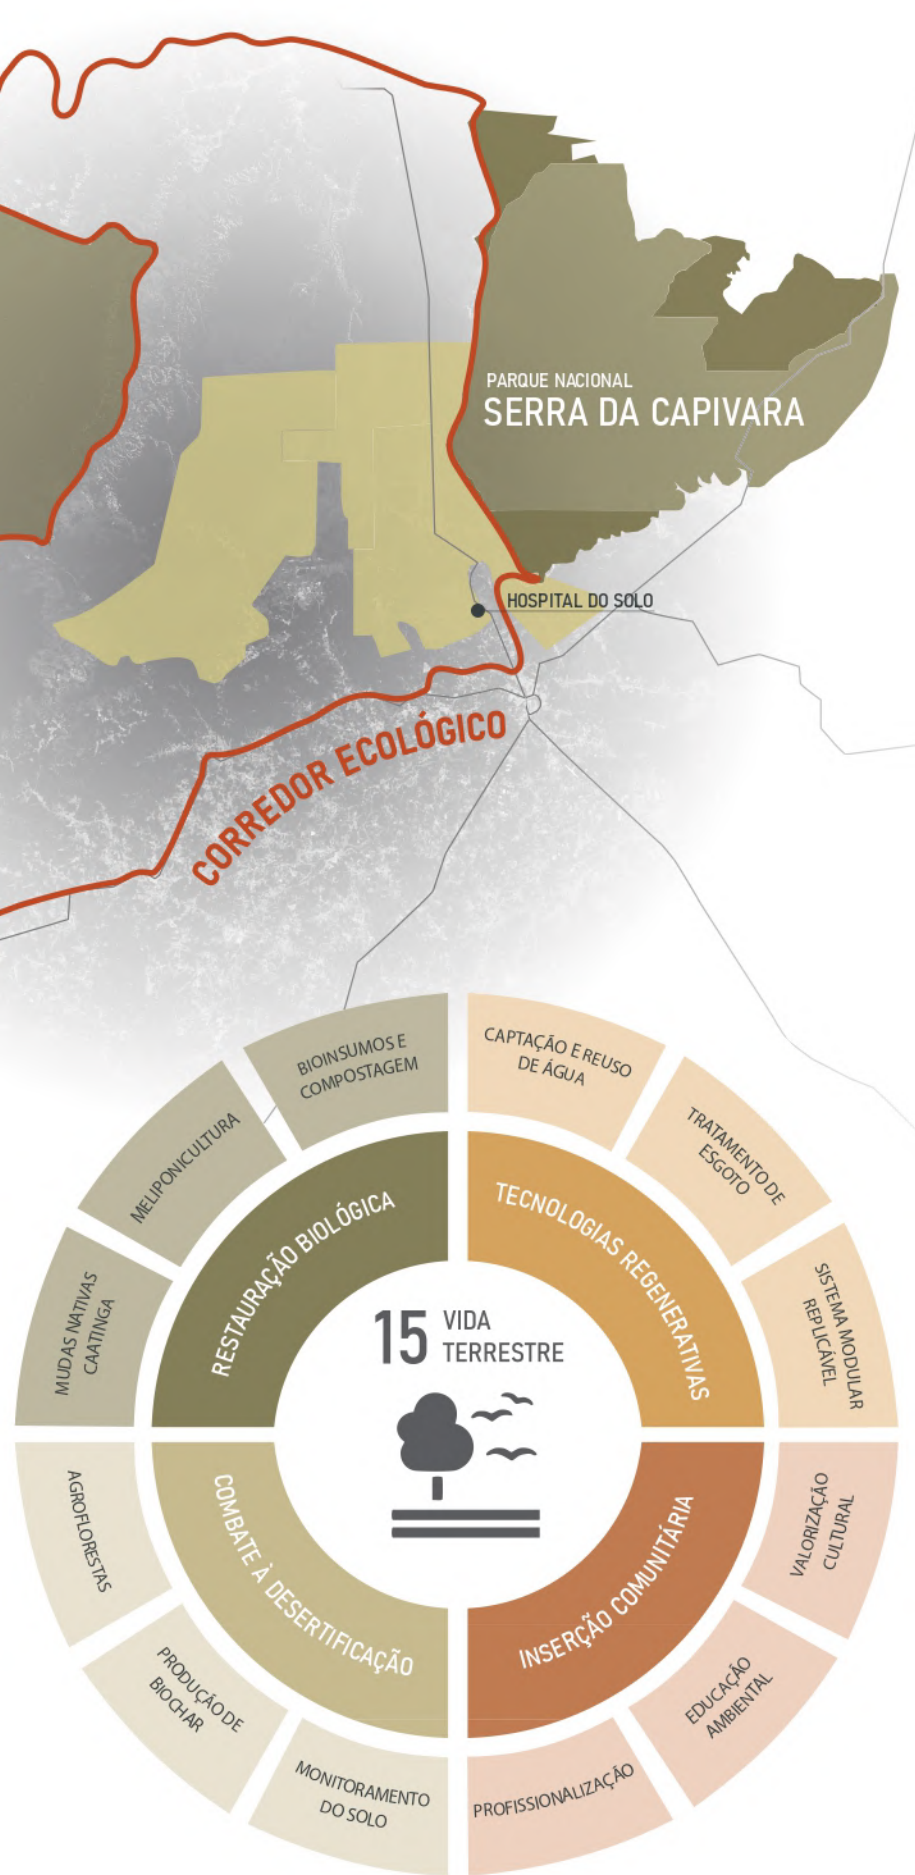 PARQUE NACIONAL
SERRA DA CAPIVARA
HOSPITAL DO SOLO
CORREDOR ECOLÓGICO
BIOINSUMOS E
COMPOSTAGEM
CAPTAÇÃO E REUSO
DE ÁGUA
MELIPONICULTURA
TRATAMENTO DE
ESGOTO
RESTAURAÇÃO BIOLÓGICA
TECNOLOGIAS REGENERATIVAS
MUDAS NATIVAS
CAATINGA
SISTEMA MODULAR
REPLICÁVEL
15 VIDA
TERRESTRE
AGROFLORESTAS
COMBATE À DESERTIFICAÇÃO
INSERÇÃO COMUNITÁRIA
VALORIZAÇÃO
CULTURAL
PRODUÇÃO DE
BIOCHAR
EDUCAÇÃO
AMBIENTAL
MONITORAMENTO
DO SOLO
PROFISSIONALIZAÇÃO